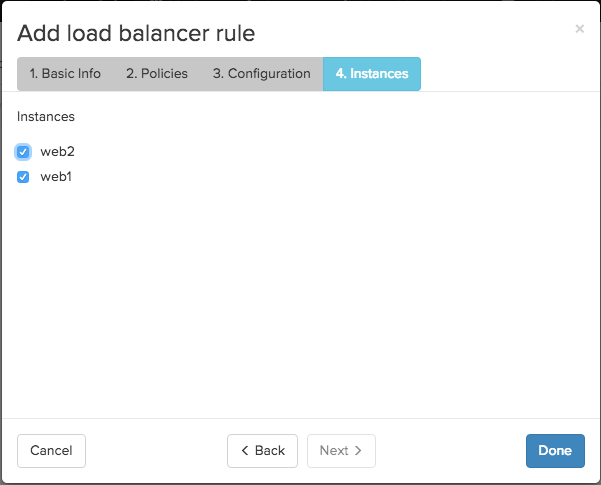 Add load balancer rule ×
1. Basic Info 2. Policies 3. Configuration 4. Instances
Instances
web2
web1
Cancel Back Next Done